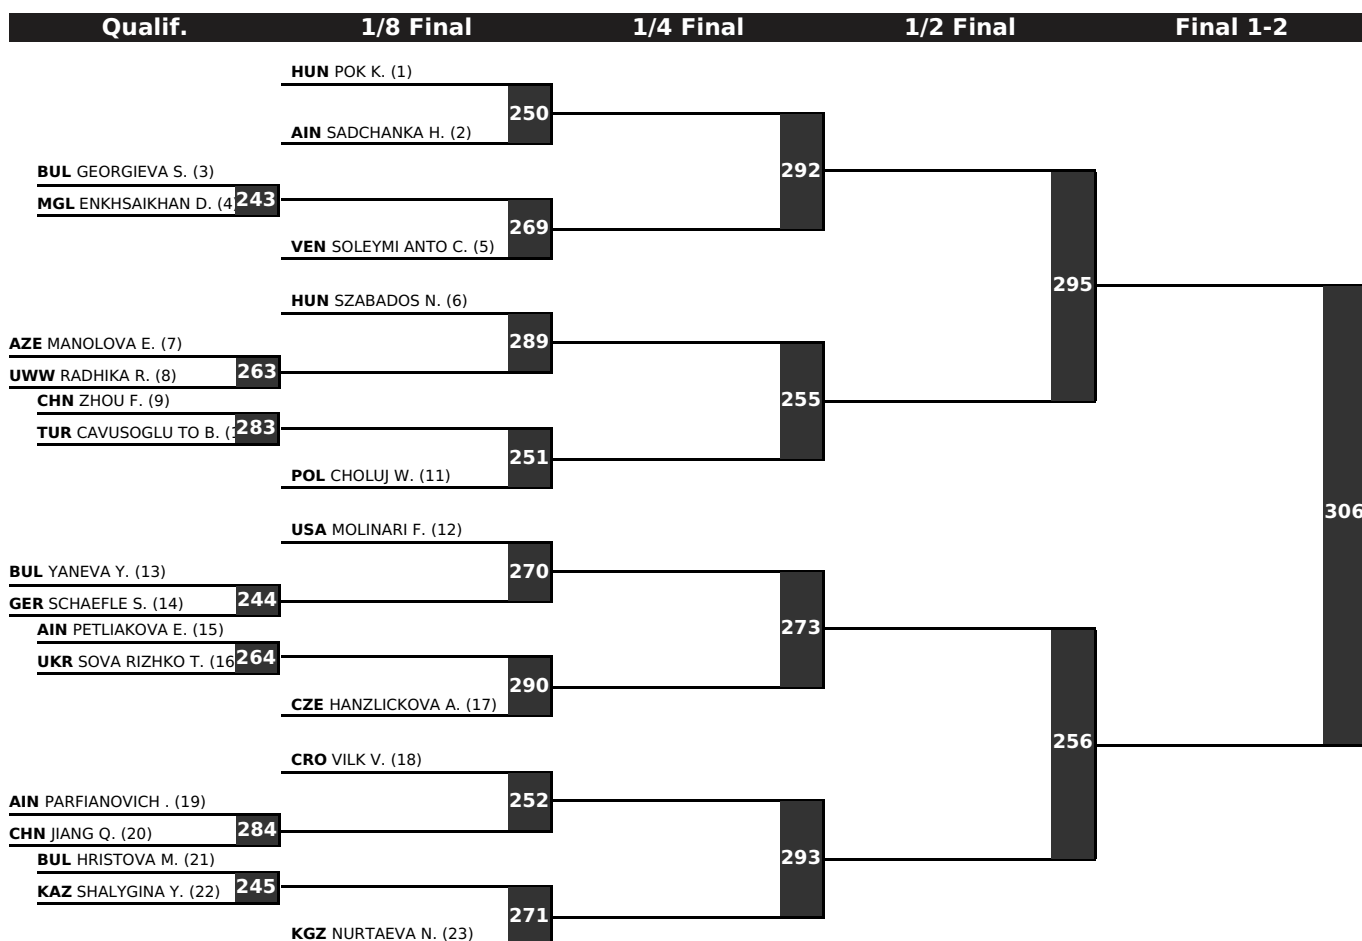 Qualif. 1/8 Final 1/4 Final 1/2 Final Final 1-2
HUN POK K. (1)
250
AIN SADCHANKA H. (2)
292
BUL GEORGIEVA S. (3)
MGL ENKHSAIKHAN D. (4
243
269
VEN SOLEYMI ANTO C. (5)
295
HUN SZABADOS N. (6)
289
AZE MANOLOVA E. (7)
UWW RADHIKA R. (8)
263
CHN ZHOU F. (9)
255
TUR CAVUSOGLU TO B. (1
283
251
POL CHOLUJ W. (11)
306
USA MOLINARI F. (12)
270
BUL YANEVA Y. (13)
GER SCHAEFLE S. (14)
244
AIN PETLIAKOVA E. (15)
273
UKR SOVA RIZHKO T. (16
264
290
CZE HANZLICKOVA A. (17)
256
CRO VILK V. (18)
252
AIN PARFIANOVICH . (19)
CHN JIANG Q. (20)
284
BUL HRISTOVA M. (21)
293
KAZ SHALYGINA Y. (22)
245
271
KGZ NURTAEVA N. (23)